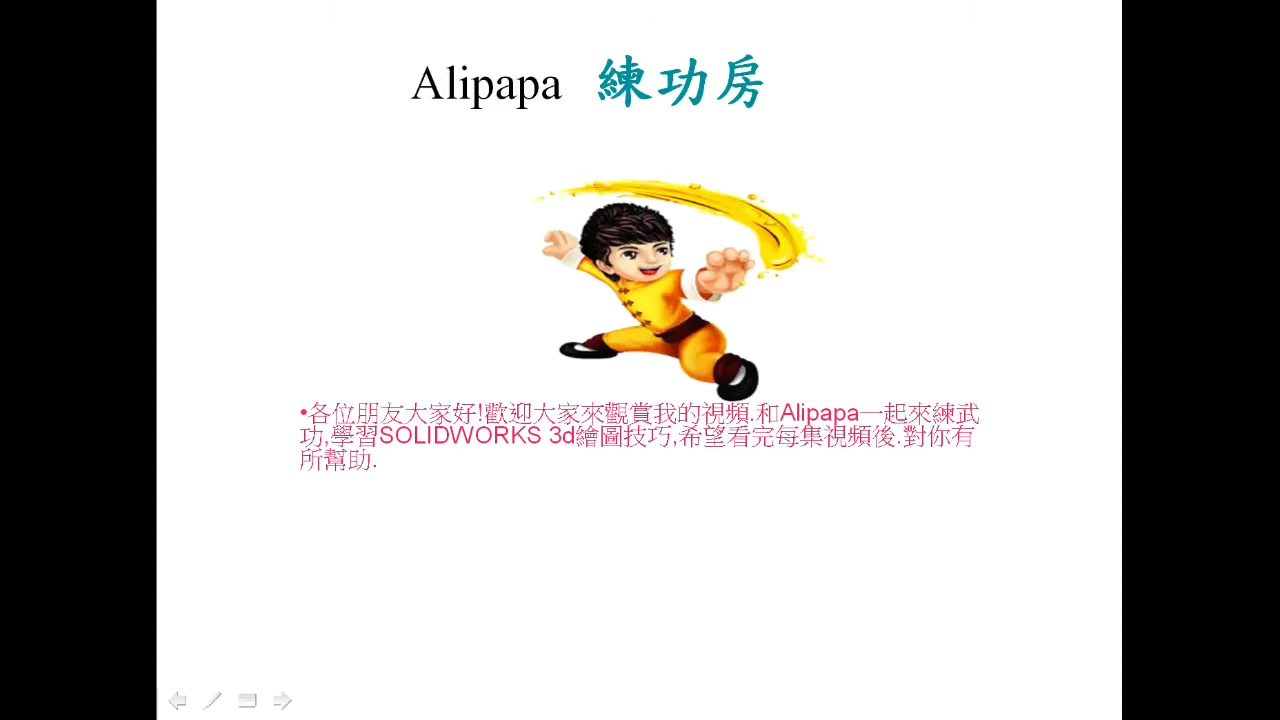 Alipapa 練功房
•各位朋友大家好!歡迎大家來觀賞我的視頻.和Alipapa一起來練武
功,學習SOLIDWORKS 3d繪圖技巧,希望看完每集視頻後.對你有
所幫助.